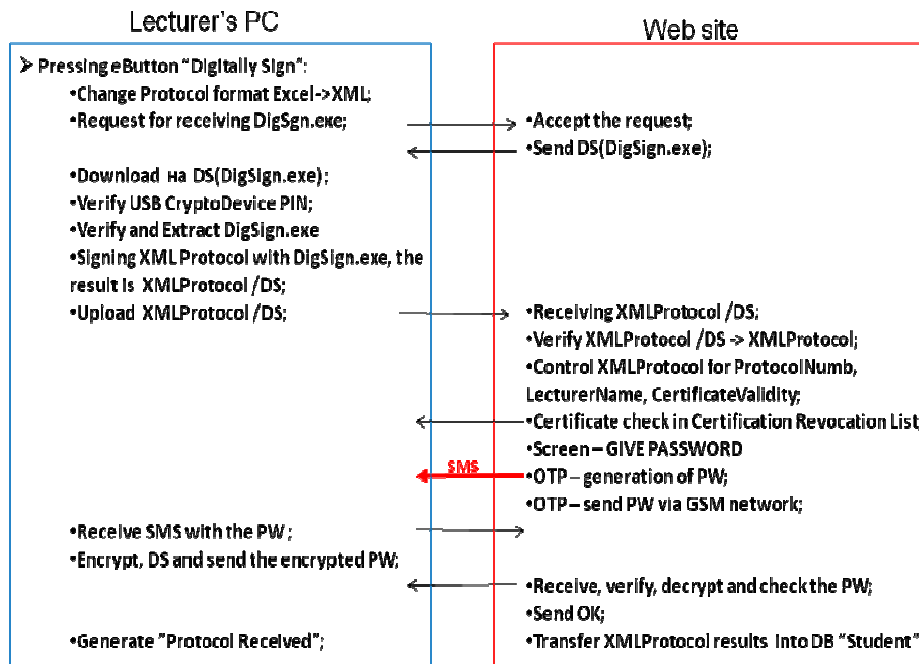 Lecturer's PC
Web site
➢ Pressing eButton "Digitally Sign":
•Change Protocol format Excel->XML;
•Request for receiving DigSgn.exe;
•Accept the request;
•Send DS(DigSign.exe);
•Download на DS(DigSign.exe);
•Verify USB CryptoDevice PIN;
•Verify and Extract DigSign.exe
•Signing XMLProtocol with DigSign.exe, the
result is XMLProtocol /DS;
•Upload XMLProtocol /DS;
•Receiving XMLProtocol /DS;
•Verify XMLProtocol /DS -> XMLProtocol;
•Control XMLProtocol for ProtocolNumb,
LecturerName, CertificateValidity;
•Certificate check in Certification Revocation List
•Screen – GIVE PASSWORD
SMS
•OTP – generation of PW;
•OTP – send PW via GSM network;
•Receive SMS with the PW ;
•Encrypt, DS and send the encrypted PW;
•Receive, verify, decrypt and check the PW;
•Send OK;
•Generate "Protocol Received";
•Transfer XMLProtocol results Into DB "Student"